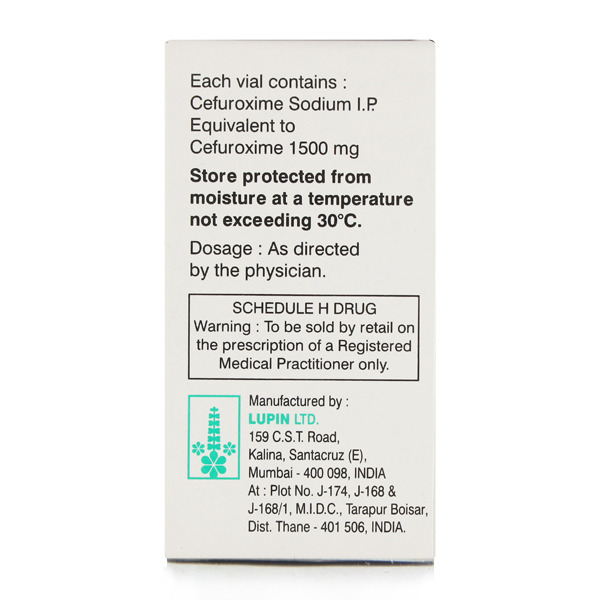 Each vial contains :
Cefuroxime Sodium I.P.
Equivalent to
Cefuroxime 1500 mg
Store protected from
moisture at a temperature
not exceeding 30°C.
Dosage : As directed
by the physician.
SCHEDULE H DRUG
Warning : To be sold by retail on
the prescription of a Registered
Medical Practitioner only.
Manufactured by :
LUPIN LTD.
159 C.S.T. Road,
Kalina, Santacruz (E),
Mumbai - 400 098, INDIA
At : Plot No. J-174, J-168 &
J-168/1, M.I.D.C., Tarapur Boisar,
Dist. Thane - 401 506, INDIA.